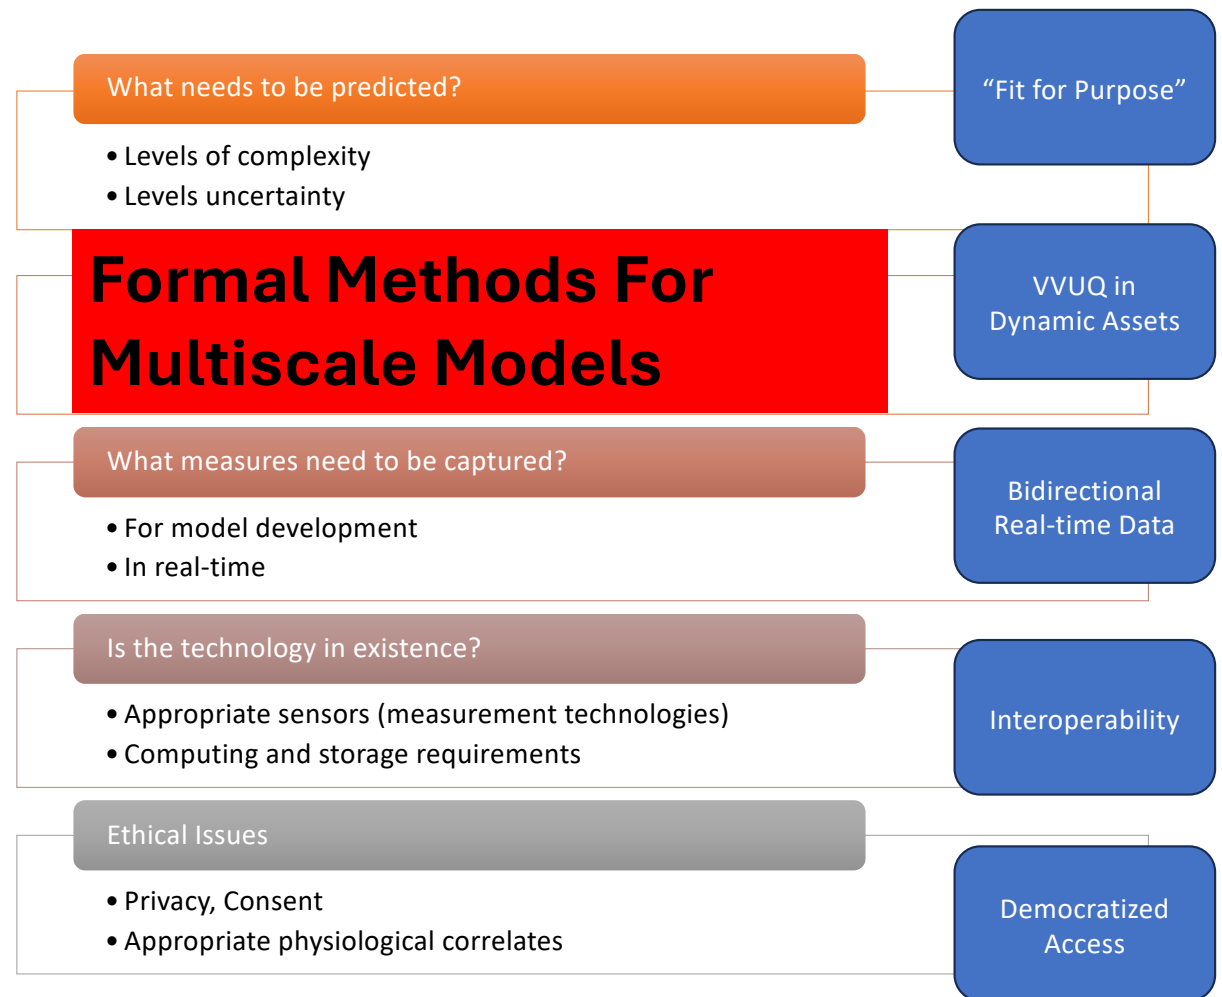 What needs to be predicted?
“Fit for Purpose”
• Levels of complexity
• Levels uncertainty
Formal Methods For
Multiscale Models
VVUQ in
Dynamic Assets
What measures need to be captured?
• For model development
• In real-time
Bidirectional
Real-time Data
Is the technology in existence?
• Appropriate sensors (measurement technologies)
• Computing and storage requirements
Interoperability
Ethical Issues
• Privacy, Consent
• Appropriate physiological correlates
Democratized
Access